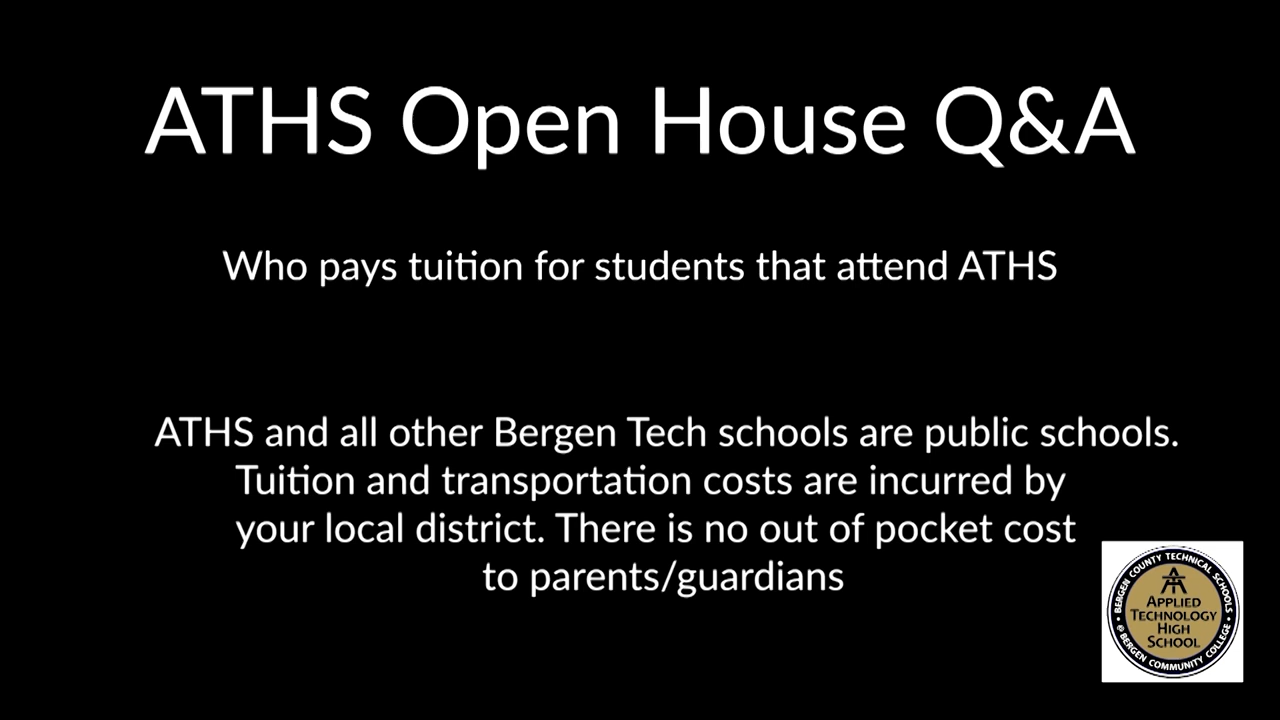 ATHS Open House Q&A
Who pays tuition for students that attend ATHS
ATHS and all other Bergen Tech schools are public schools.
Tuition and transportation costs are incurred by
your local district. There is no out of pocket cost
to parents/guardians
BERGEN COUNTY TECHNICAL SCHOOLS
APPLIED
TECHNOLOGY
HIGH
SCHOOL
@ BERGEN COMMUNITY COLLEGE